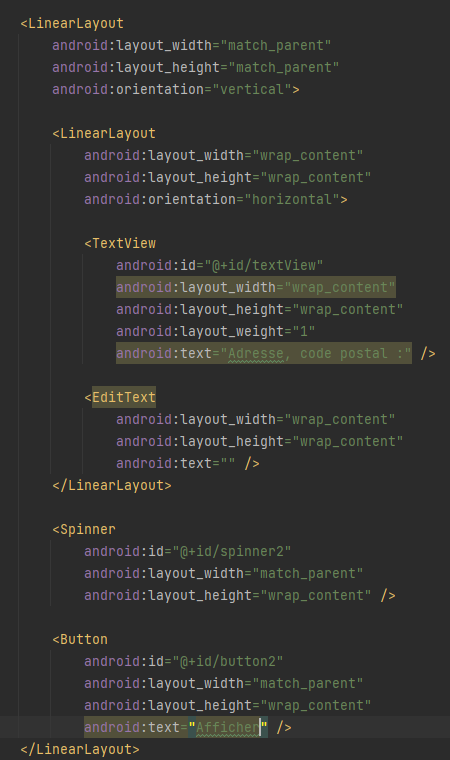 <LinearLayout
android:layout_width="match_parent"
android:layout_height="match_parent"
android:orientation="vertical">
<LinearLayout
android:layout_width="wrap_content"
android:layout_height="wrap_content"
android:orientation="horizontal">
<TextView
android:id="@+id/textView"
android:layout_width="wrap_content"
android:layout_height="wrap_content"
android:layout_weight="1"
android:text="Adresse, code postal :" />
<EditText
android:layout_width="wrap_content"
android:layout_height="wrap_content"
android:text="" />
</LinearLayout>
<Spinner
android:id="@+id/spinner2"
android:layout_width="match_parent"
android:layout_height="wrap_content" />
<Button
android:id="@+id/button2"
android:layout_width="match_parent"
android:layout_height="wrap_content"
android:text="Afficher" />
</LinearLayout>